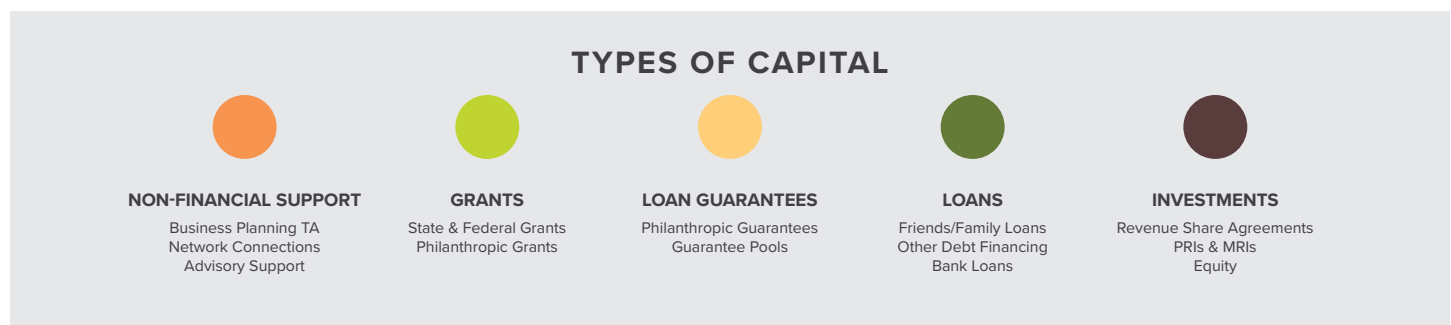 TYPES OF CAPITAL
NON-FINANCIAL SUPPORT
Business Planning TA
Network Connections
Advisory Support
GRANTS
State & Federal Grants
Philanthropic Grants
LOAN GUARANTEES
Philanthropic Guarantees
Guarantee Pools
LOANS
Friends/Family Loans
Other Debt Financing
Bank Loans
INVESTMENTS
Revenue Share Agreements
PRIs & MRIs
Equity